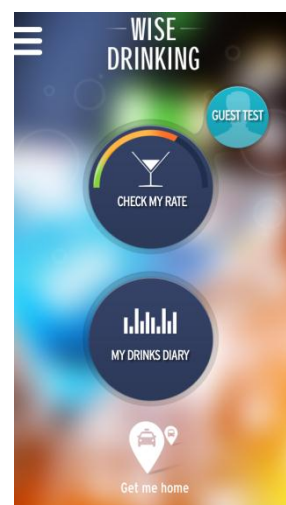 WISE
DRINKING
GUEST TEST
CHECK MY RATE
MY DRINKS DIARY
Get me home